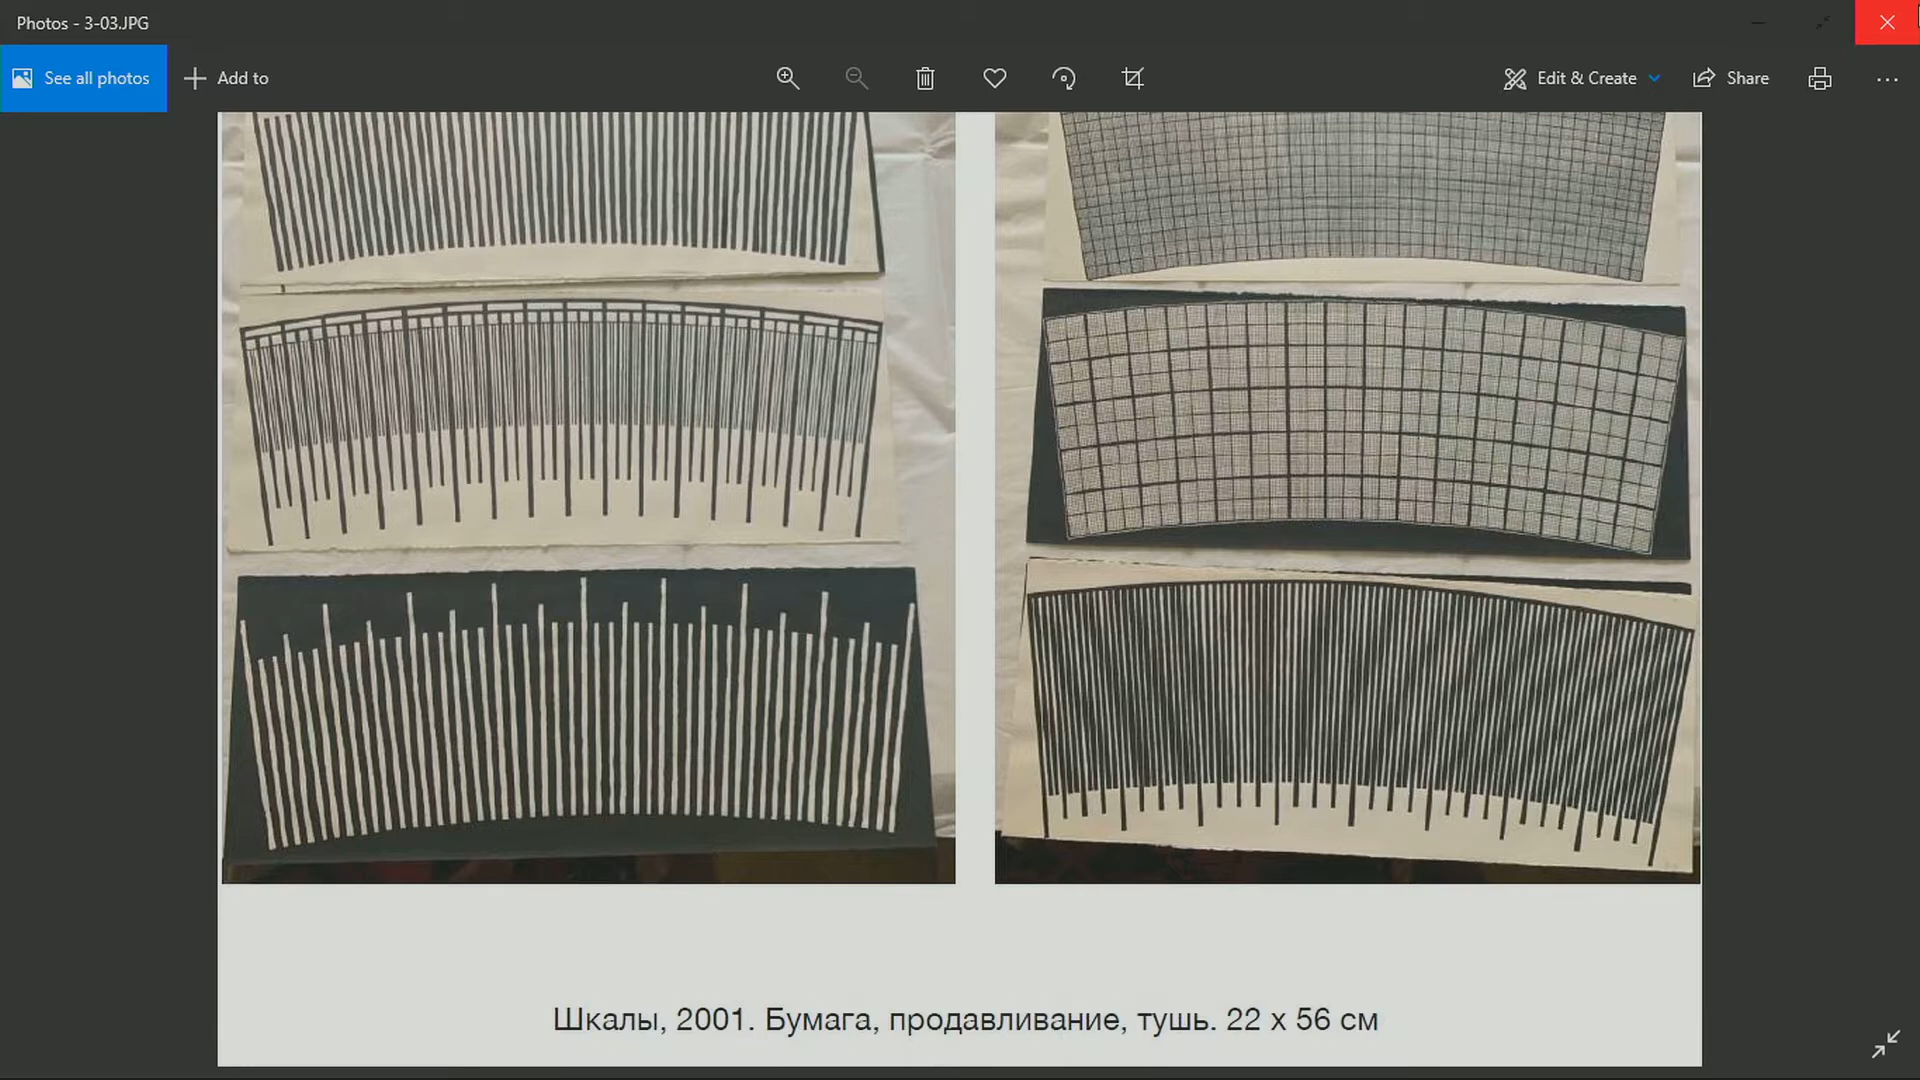 Photos - 3-03.JPG
See all photos
Add to
Edit & Create
Share
Шкалы, 2001. Бумага, продавливание, тушь. 22 х 56 см